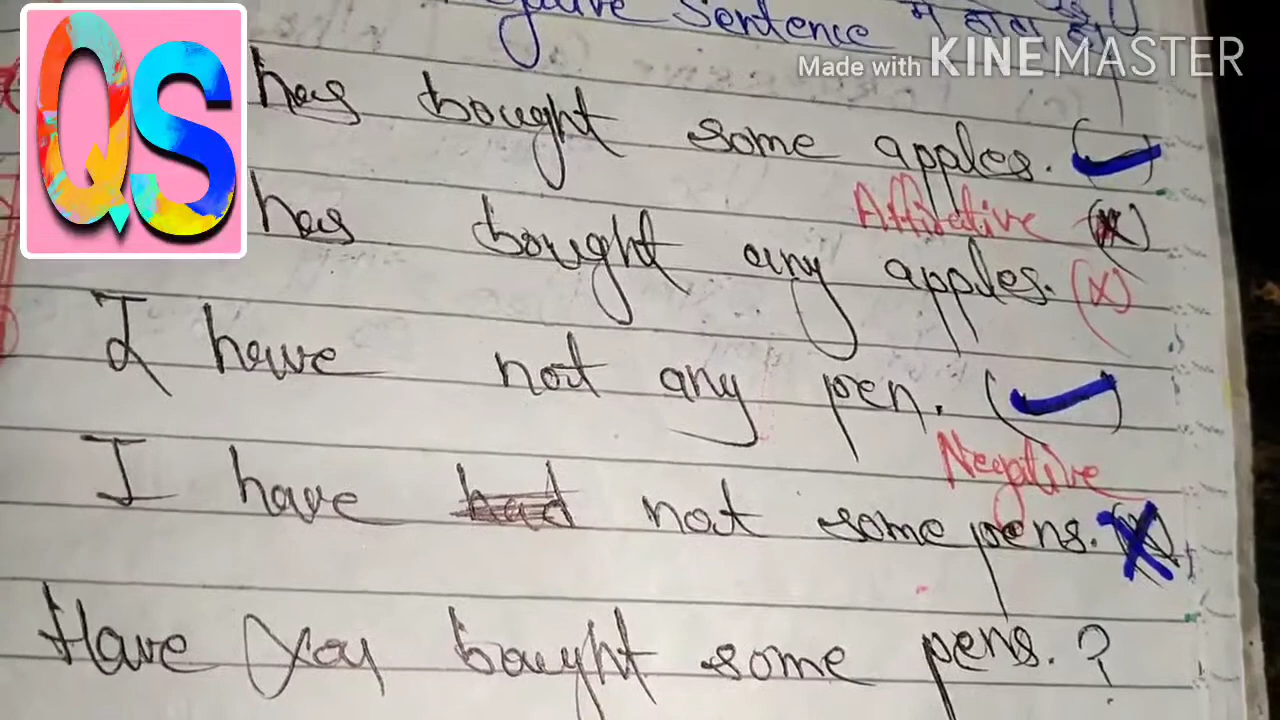 Sentence में होता है।
Made with KINEMASTER
QS
has bought some apples. (✓)
Affirative (x)
has bought any apples. (x)
I have not any pen. (✓)
Negative
I have had not some pens. (x)
Have you bought some pens. ?